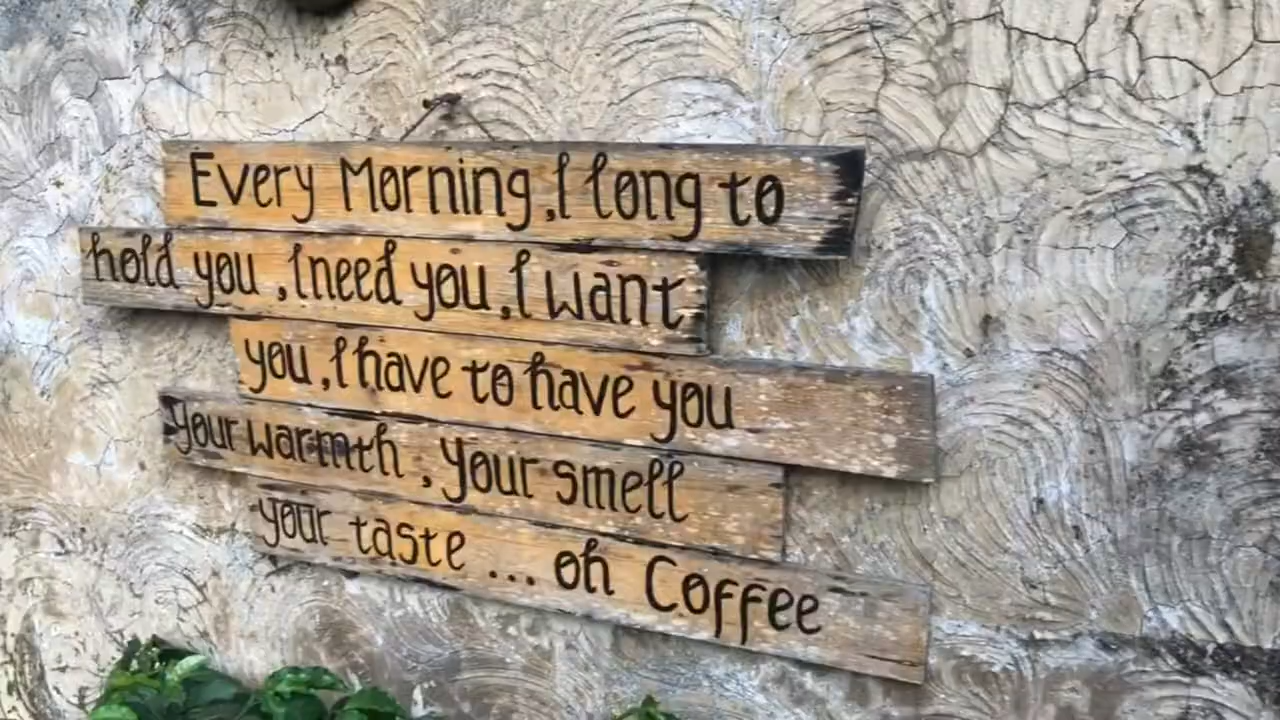 Every Morning, I long to
hold you, I need you, I want
you, I have to have you
your warmth, your smell
your taste ... oh Coffee